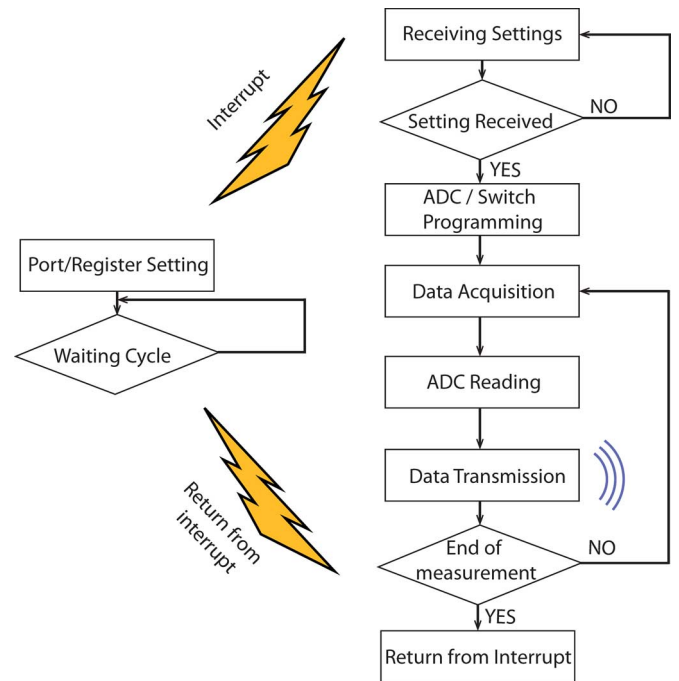 Interrupt
Port/Register Setting
Waiting Cycle
Return from
interrupt
Receiving Settings
Setting Received
NO
YES
ADC / Switch
Programming
Data Acquisition
ADC Reading
Data Transmission
End of
measurement
NO
YES
Return from Interrupt